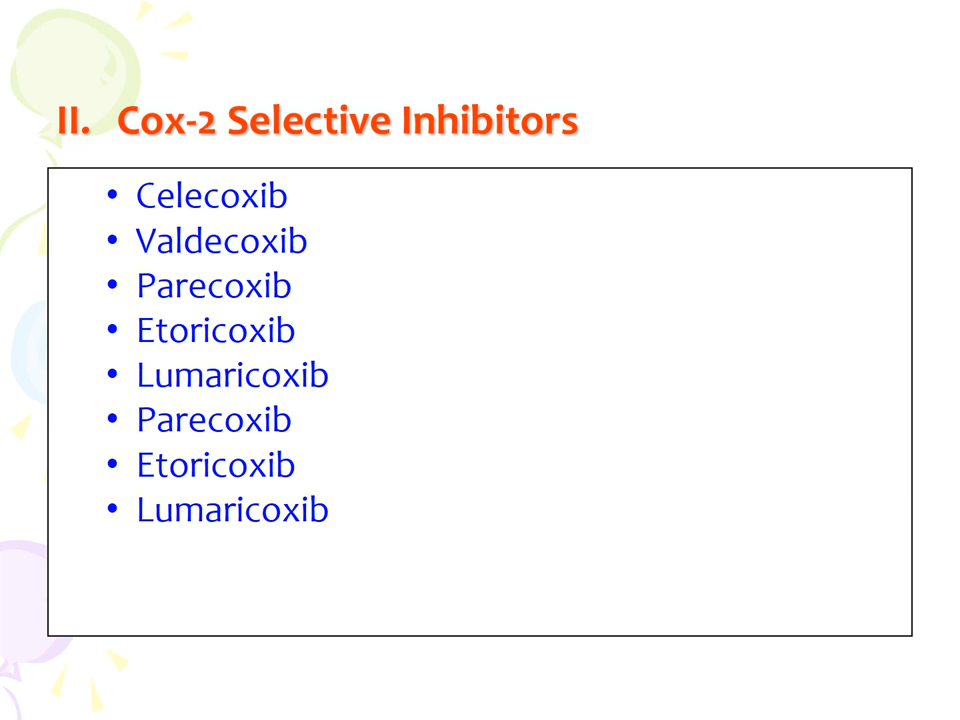 II. Cox-2 Selective Inhibitors
• Celecoxib
• Valdecoxib
• Parecoxib
• Etoricoxib
• Lumaricoxib
• Parecoxib
• Etoricoxib
• Lumaricoxib